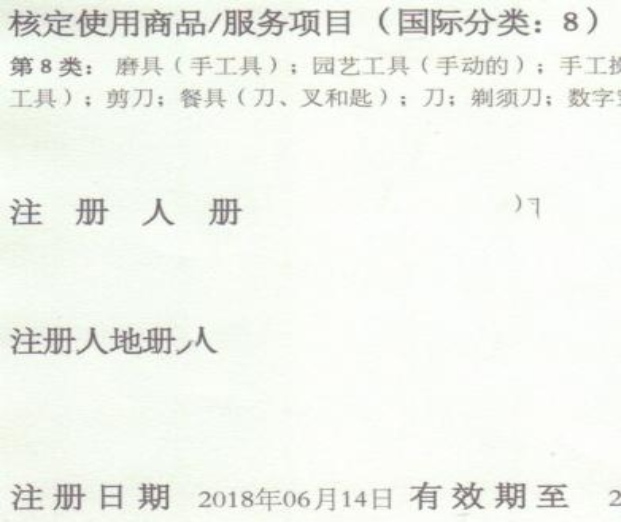 核定使用商品/服务项目（国际分类：8）
第8类：磨具（手工具）；园艺工具（手动的）；手工
工具）；剪刀；餐具（刀、叉和匙）；刀；剃须刀；数字
注 册 人 册
注册人地册人
注册日期 2018年06月14日 有效期至 2